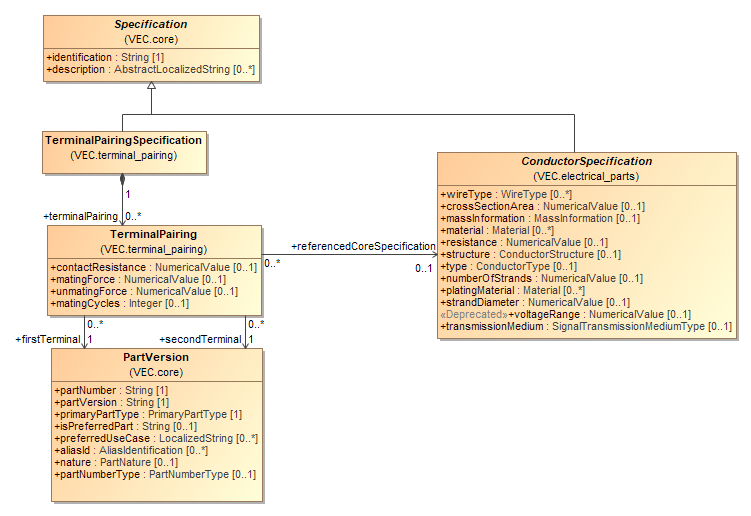 Specification
(VEC.core)
+identification : String [1]
+description : AbstractLocalizedString [0..*]
TerminalPairingSpecification
(VEC.terminal_pairing)
1
+terminalPairing
0..*
TerminalPairing
(VEC.terminal_pairing)
+contactResistance : NumericalValue [0..1]
+matingForce : NumericalValue [0..1]
+unmatingForce : NumericalValue [0..1]
+matingCycles : Integer [0..1]
+referencedCoreSpecification
0..*
0..1
ConductorSpecification
(VEC.electrical_parts)
+wireType : WireType [0..*]
+crossSectionArea : NumericalValue [0..1]
+massInformation : MassInformation [0..1]
+material : Material [0..*]
+resistance : NumericalValue [0..1]
+structure : ConductorStructure [0..1]
+type : ConductorType [0..1]
+numberOfStrands : NumericalValue [0..1]
+platingMaterial : Material [0..*]
+strandDiameter : NumericalValue [0..1]
«Deprecated»+voltageRange : NumericalValue [0..1]
+transmissionMedium : SignalTransmissionMediumType [0..1]
0..*
0..*
+firstTerminal
1
+secondTerminal
1
PartVersion
(VEC.core)
+partNumber : String [1]
+partVersion : String [1]
+primaryPartType : PrimaryPartType [1]
+isPreferredPart : String [0..1]
+preferredUseCase : LocalizedString [0..*]
+aliasId : AliasIdentification [0..*]
+nature : PartNature [0..1]
+partNumberType : PartNumberType [0..1]